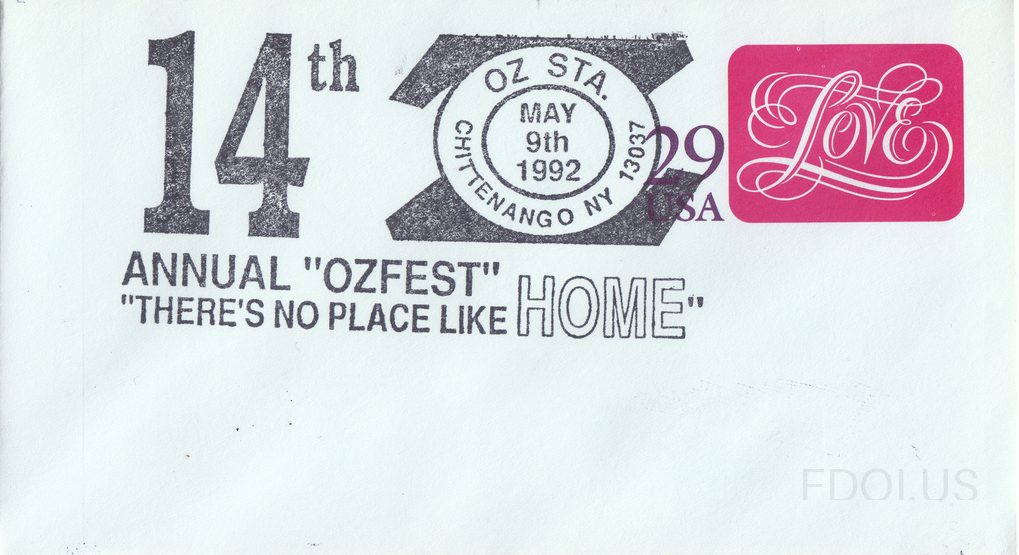 14th
OZ STA.
MAY
9th
1992
CHITTENANGO NY 13037
29
USA
Love
ANNUAL "OZFEST"
"THERE'S NO PLACE LIKE HOME"
FDOI.US